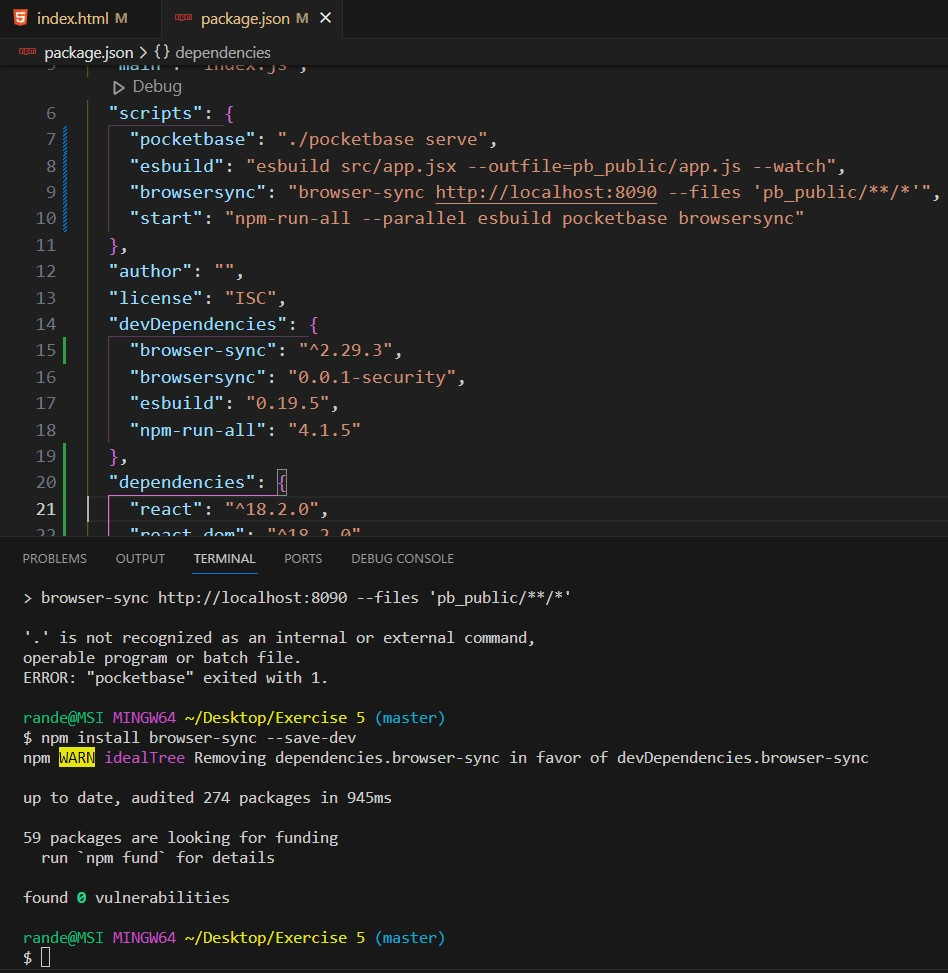 index.html M
package.json M ×
package.json > {} dependencies
5 "main": "index.js",
Debug
6 "scripts": {
7 "pocketbase": "./pocketbase serve",
8 "esbuild": "esbuild src/app.jsx --outfile=pb_public/app.js --watch",
9 "browsersync": "browser-sync http://localhost:8090 --files 'pb_public/**/*'",
10 "start": "npm-run-all --parallel esbuild pocketbase browsersync"
11 },
12 "author": "",
13 "license": "ISC",
14 "devDependencies": {
15 "browser-sync": "^2.29.3",
16 "browsersync": "0.0.1-security",
17 "esbuild": "0.19.5",
18 "npm-run-all": "4.1.5"
19 },
20 "dependencies": {
21 "react": "^18.2.0",
22 "react-dom": "^18.2.0"
PROBLEMS OUTPUT TERMINAL PORTS DEBUG CONSOLE
> browser-sync http://localhost:8090 --files 'pb_public/**/*'
'.' is not recognized as an internal or external command,
operable program or batch file.
ERROR: "pocketbase" exited with 1.
rande@MSI MINGW64 ~/Desktop/Exercise 5 (master)
$ npm install browser-sync --save-dev
npm WARN idealTree Removing dependencies.browser-sync in favor of devDependencies.browser-sync
up to date, audited 274 packages in 945ms
59 packages are looking for funding
run `npm fund` for details
found 0 vulnerabilities
rande@MSI MINGW64 ~/Desktop/Exercise 5 (master)
$